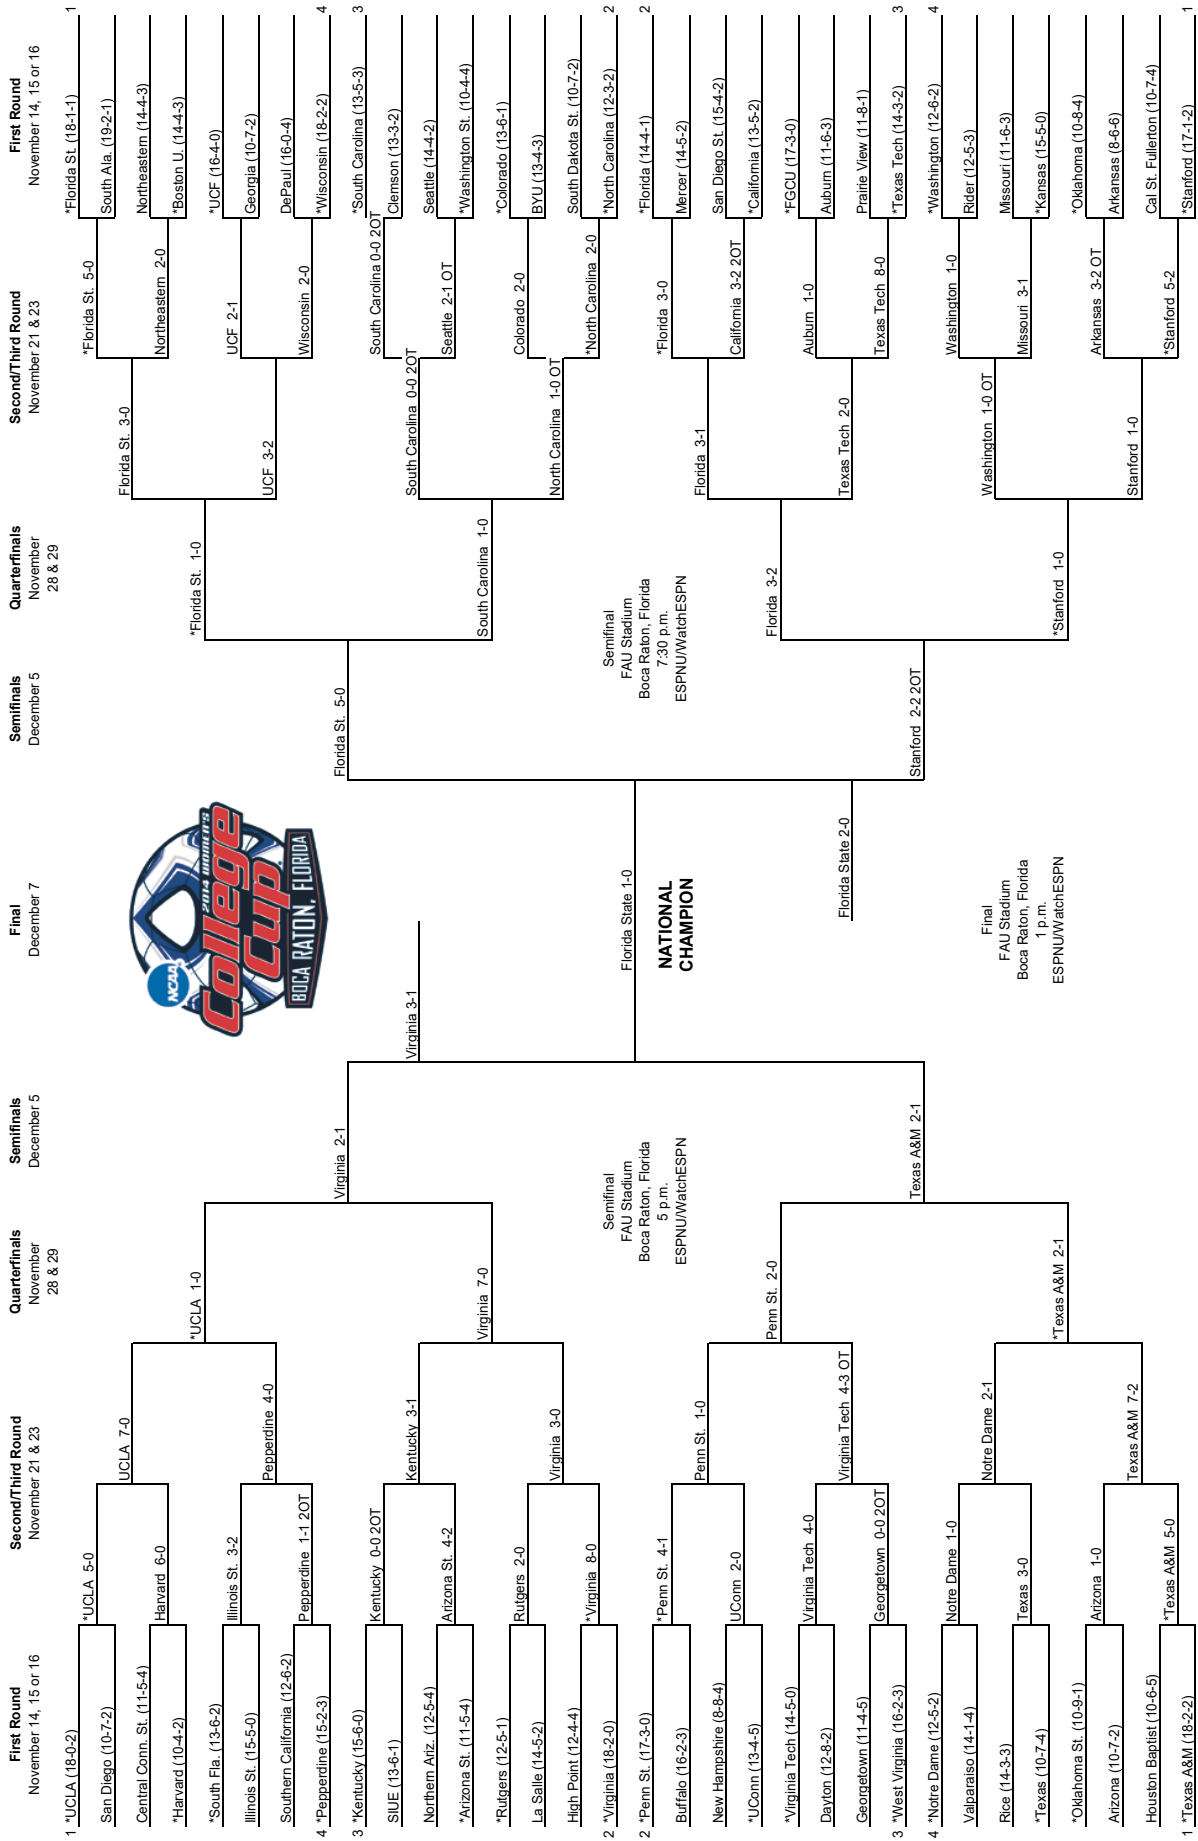 First Round
November 14, 15 or 16
Second/Third Round
November 21 & 23
Quarterfinals
November
28 & 29
Semifinals
December 5
Final
December 7
Semifinals
December 5
Quarterfinals
November
28 & 29
Second/Third Round
November 21 & 23
First Round
November 14, 15 or 16
1 *UCLA (18-0-2)
San Diego (10-7-2)
Central Conn. St. (11-5-4)
*Harvard (10-4-2)
*South Fla. (13-6-2)
Illinois St. (15-5-0)
Southern California (12-6-2)
4 *Pepperdine (15-2-3)
3 *Kentucky (15-6-0)
SIUE (13-6-1)
Northern Ariz. (12-5-4)
*Arizona St. (11-5-4)
*Rutgers (12-5-1)
La Salle (14-5-2)
High Point (12-4-4)
2 *Virginia (18-2-0)
2 *Penn St. (17-3-0)
Buffalo (16-2-3)
New Hampshire (8-8-4)
*UConn (13-4-5)
*Virginia Tech (14-5-0)
Dayton (12-8-2)
Georgetown (11-4-5)
3 *West Virginia (16-2-3)
4 *Notre Dame (12-5-2)
Valparaiso (14-1-4)
Rice (14-3-3)
*Texas (10-7-4)
*Oklahoma St. (10-9-1)
Arizona (10-7-2)
Houston Baptist (10-6-5)
1 *Texas A&M (18-2-2)
*UCLA 5-0
Harvard 6-0
Illinois St. 3-2
Pepperdine 1-1 2OT
Kentucky 0-0 2OT
Arizona St. 4-2
Rutgers 2-0
*Virginia 8-0
*Penn St. 4-1
UConn 2-0
Virginia Tech 4-0
Georgetown 0-0 2OT
Notre Dame 1-0
Texas 3-0
Arizona 1-0
*Texas A&M 5-0
UCLA 7-0
Pepperdine 4-0
Kentucky 3-1
Virginia 3-0
Penn St. 1-0
Virginia Tech 4-3 OT
Notre Dame 2-1
Texas A&M 7-2
*UCLA 1-0
Virginia 7-0
Penn St. 2-0
*Texas A&M 2-1
Virginia 2-1
Texas A&M 2-1
Semifinal
FAU Stadium
Boca Raton, Florida
5 p.m.
ESPNU/WatchESPN
Virginia 3-1
NCAA
2014 WOMEN'S
College
Cup
BOCA RATON, FLORIDA
Florida State 1-0
NATIONAL
CHAMPION
Florida State 2-0
Final
FAU Stadium
Boca Raton, Florida
1 p.m.
ESPNU/WatchESPN
Florida St. 5-0
Stanford 2-2 2OT
Semifinal
FAU Stadium
Boca Raton, Florida
7:30 p.m.
ESPNU/WatchESPN
*Florida St. 1-0
South Carolina 1-0
Florida 3-2
*Stanford 1-0
Florida St. 3-0
UCF 3-2
South Carolina 0-0 2OT
North Carolina 1-0 OT
Florida 3-1
Texas Tech 2-0
Washington 1-0 OT
Stanford 1-0
*Florida St. 5-0
Northeastern 2-0
UCF 2-1
Wisconsin 2-0
South Carolina 0-0 2OT
Seattle 2-1 OT
Colorado 2-0
*North Carolina 2-0
*Florida 3-0
California 3-2 2OT
Auburn 1-0
Texas Tech 8-0
Washington 1-0
Missouri 3-1
Arkansas 3-2 OT
*Stanford 5-2
*Florida St. (18-1-1) 1
South Ala. (19-2-1)
Northeastern (14-4-3)
*Boston U. (14-4-3)
*UCF (16-4-0)
Georgia (10-7-2)
DePaul (16-0-4)
*Wisconsin (18-2-2) 4
*South Carolina (13-5-3) 3
Clemson (13-3-2)
Seattle (14-4-2)
*Washington St. (10-4-4)
*Colorado (13-6-1)
BYU (13-4-3)
South Dakota St. (10-7-2)
*North Carolina (12-3-2) 2
*Florida (14-4-1) 2
Mercer (14-5-2)
San Diego St. (15-4-2)
*California (13-5-2)
*FGCU (17-3-0)
Auburn (11-6-3)
Prairie View (11-8-1)
*Texas Tech (14-3-2) 3
*Washington (12-6-2) 4
Rider (12-5-3)
Missouri (11-6-3)
*Kansas (15-5-0)
*Oklahoma (10-8-4)
Arkansas (8-6-6)
Cal St. Fullerton (10-7-4)
*Stanford (17-1-2) 1